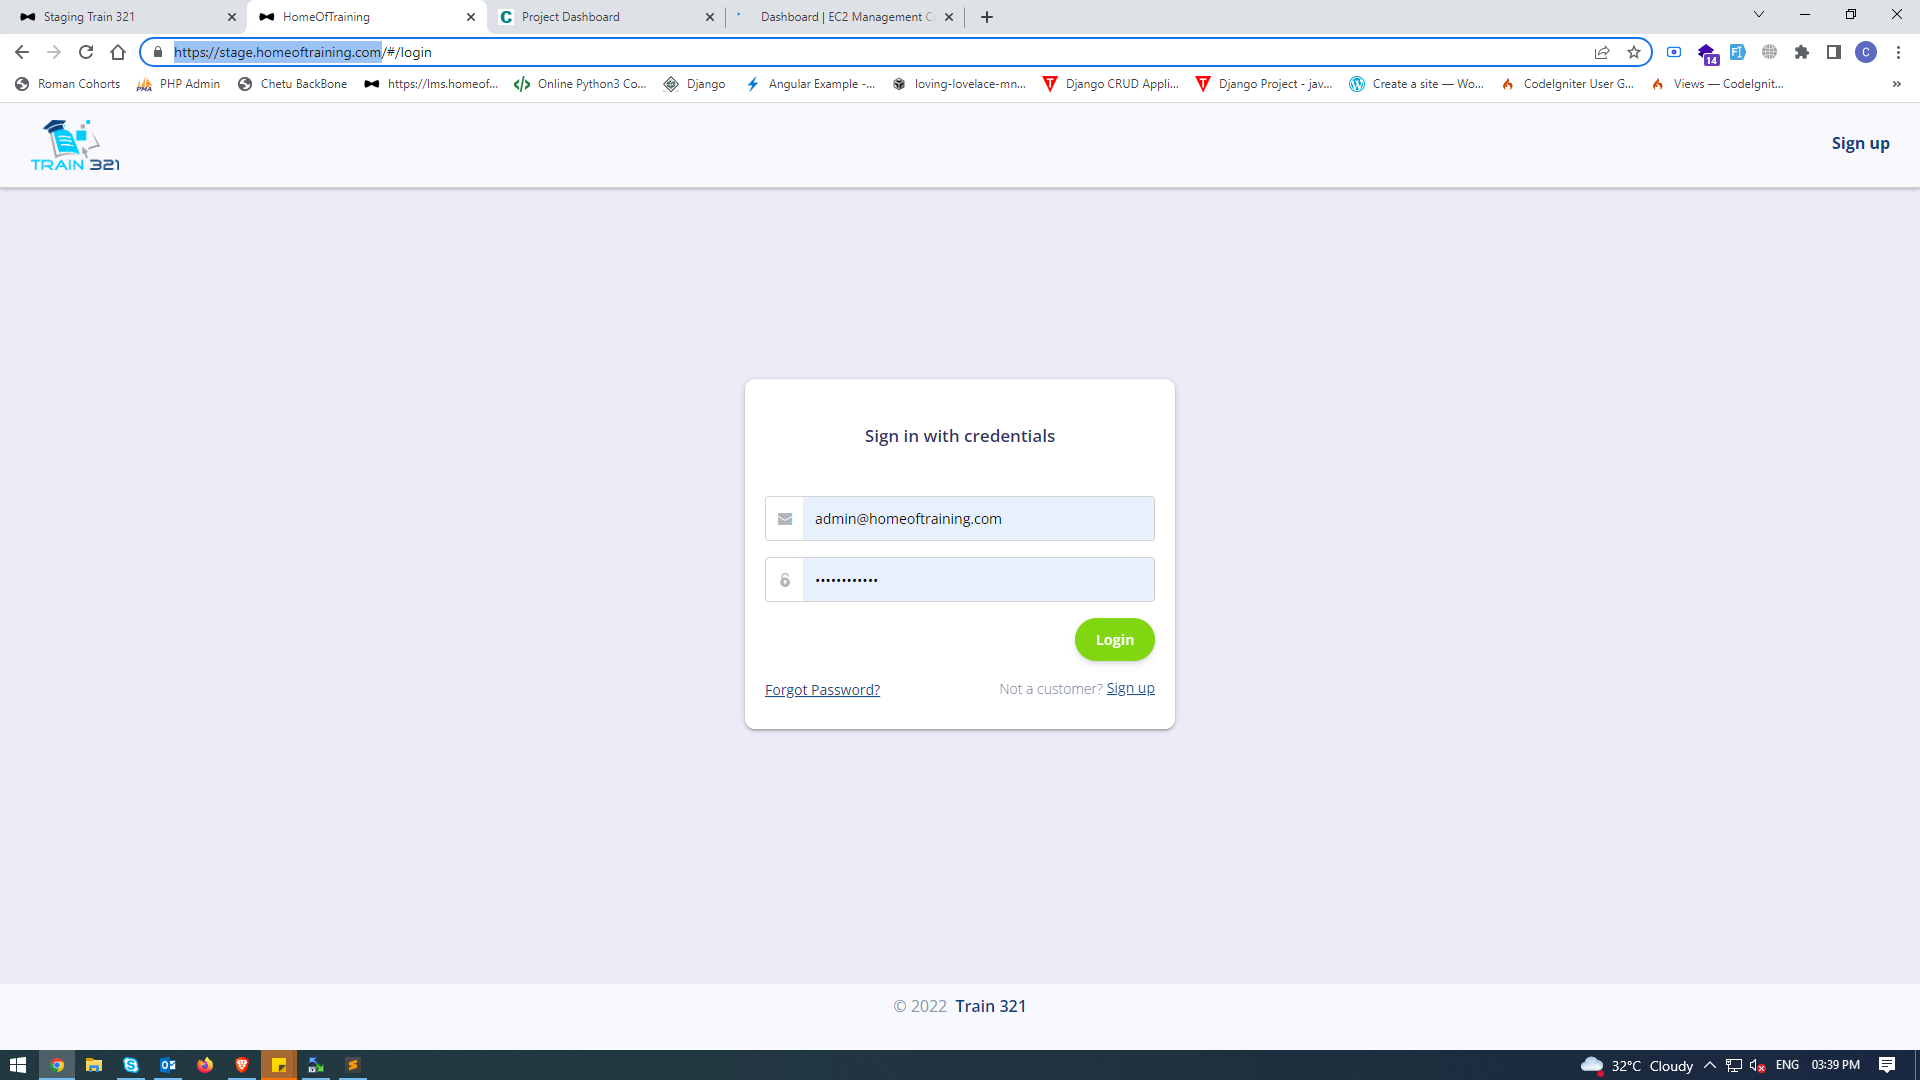 Staging Train 321
HomeOfTraining
Project Dashboard
Dashboard | EC2 Management C
https://stage.homeoftraining.com/#/login
14
C
Roman Cohorts
PHP Admin
Chetu BackBone
https://lms.homeof...
Online Python3 Co...
Django
Angular Example -...
loving-lovelace-mn...
Django CRUD Appli...
Django Project - jav...
Create a site — Wo...
CodeIgniter User G...
Views — CodeIgnit...
»
TRAIN 321
Sign up
Sign in with credentials
admin@homeoftraining.com
••••••••••••
Login
Forgot Password?
Not a customer? Sign up
© 2022 Train 321
32°C Cloudy
ENG
03:39 PM